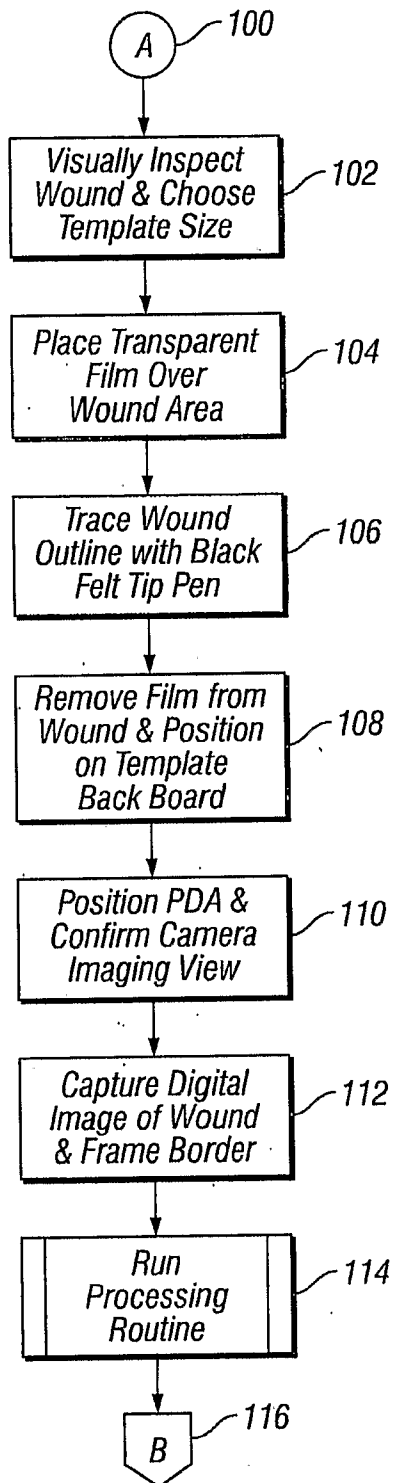 A
100
Visually Inspect
Wound & Choose
Template Size
102
Place Transparent
Film Over
Wound Area
104
Trace Wound
Outline with Black
Felt Tip Pen
106
Remove Film from
Wound & Position
on Template
Back Board
108
Position PDA &
Confirm Camera
Imaging View
110
Capture Digital
Image of Wound
& Frame Border
112
Run
Processing
Routine
114
B
116